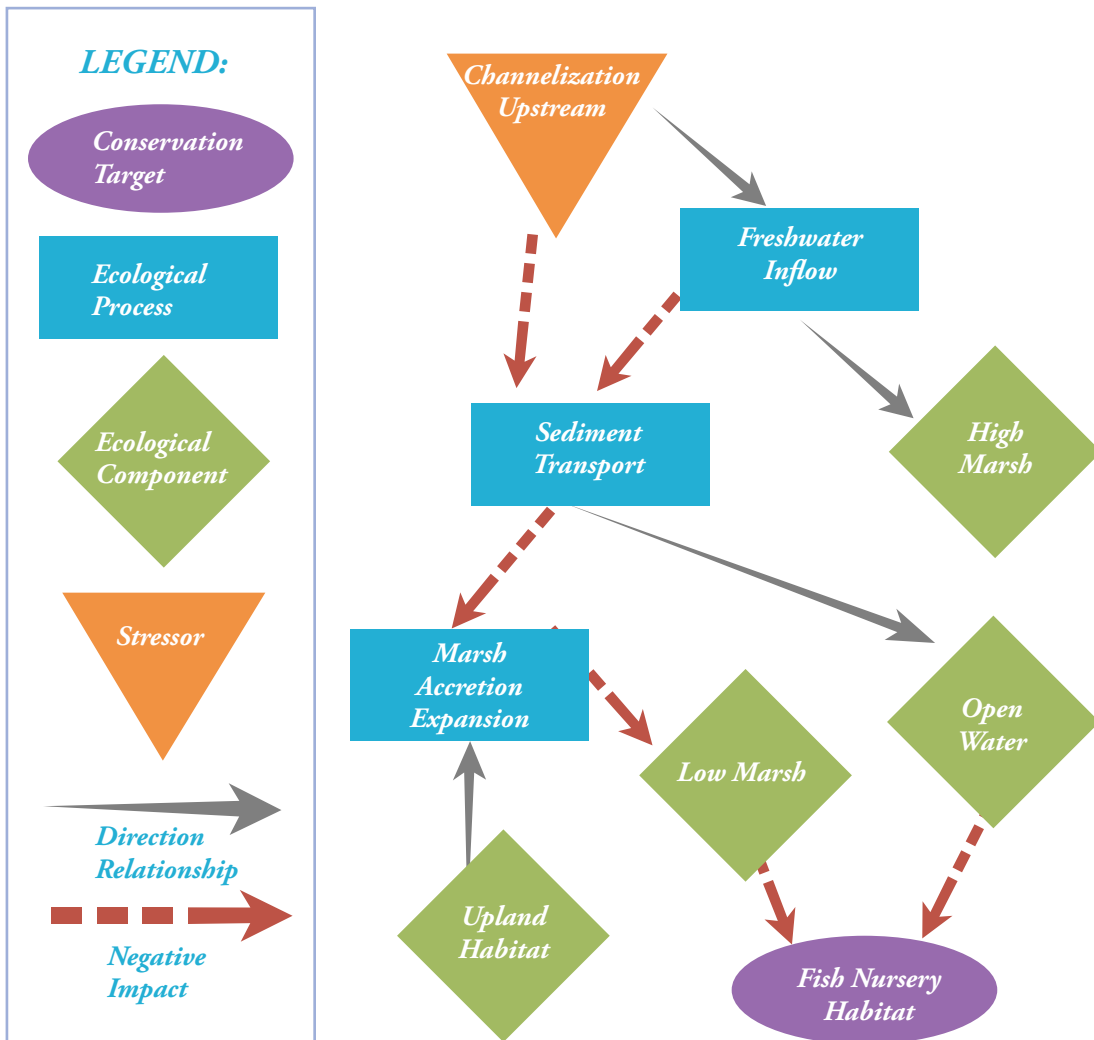 LEGEND:
Conservation
Target
Ecological
Process
Ecological
Component
Stressor
Direction
Relationship
Negative
Impact
Channelization
Upstream
Freshwater
Inflow
Sediment
Transport
High
Marsh
Marsh
Accretion
Expansion
Low Marsh
Open
Water
Upland
Habitat
Fish Nursery
Habitat